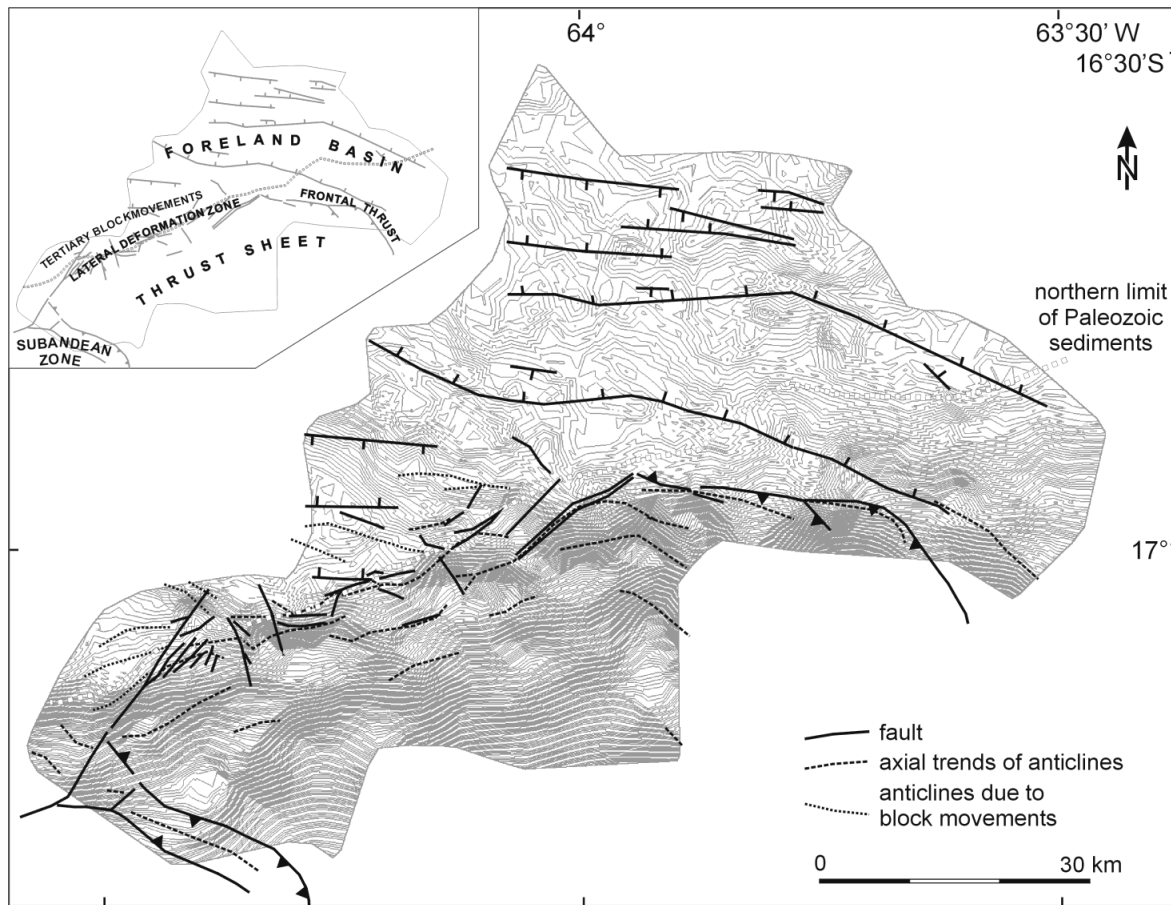 64°
63°30' W
16°30'S
N
FORELAND BASIN
TERTIARY BLOCKMOVEMENTS
LATERAL DEFORMATION ZONE
FRONTAL THRUST
THRUST SHEET
SUBANDEAN
ZONE
northern limit
of Paleozoic
sediments
17°
fault
axial trends of anticlines
anticlines due to
block movements
0 30 km